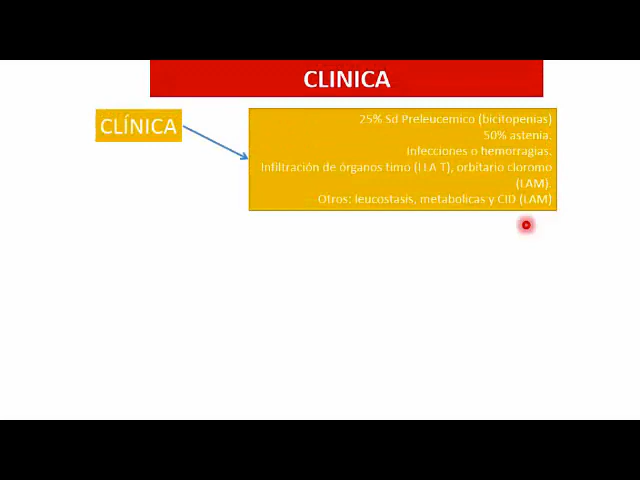 CLINICA
CLÍNICA
25% Sd Preleucemico (bicitopenias)
50% astenia.
Infecciones o hemorragias.
Infiltración de órganos timo (LLA T), orbitario cloromo
(LAM).
Otros: leucostasis, metabolicas y CID (LAM)